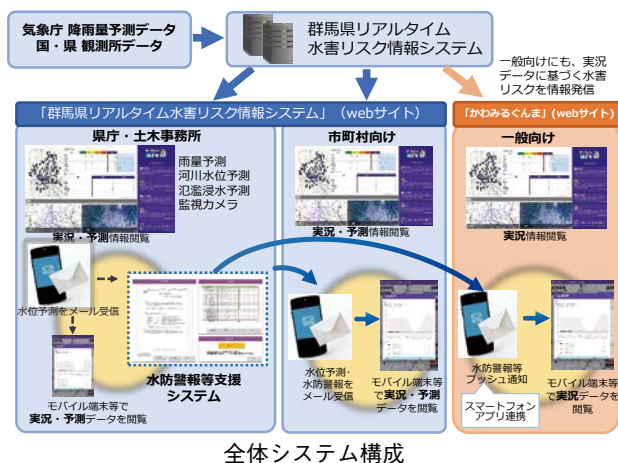 気象庁 降雨量予測データ
国・県 観測所データ
群馬県リアルタイム
水害リスク情報システム
一般向けにも、実況
データに基づく水害
リスクを情報発信
「群馬県リアルタイム水害リスク情報システム」（webサイト）
「かわみるぐんま」(webサイト)
県庁・土木事務所
雨量予測
河川水位予測
氾濫浸水予測
監視カメラ
実況・予測情報閲覧
水位予測をメール受信
モバイル端末等で
実況・予測データを閲覧
水防警報等支援
システム
市町村向け
実況・予測情報閲覧
水位予測・
水防警報を
メール受信
モバイル端末等
で実況・予測
データを閲覧
一般向け
実況情報閲覧
水防警報等
プッシュ通知
スマートフォン
アプリ連携
モバイル端末等
で実況データを
閲覧
全体システム構成